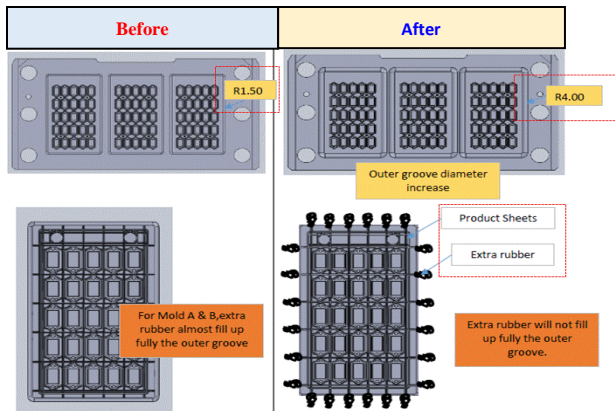 Before
After
R1.50
R4.00
Outer groove diameter
increase
Product Sheets
Extra rubber
For Mold A & B,extra
rubber almost fill up
fully the outer groove
Extra rubber will not fill
up fully the outer
groove.